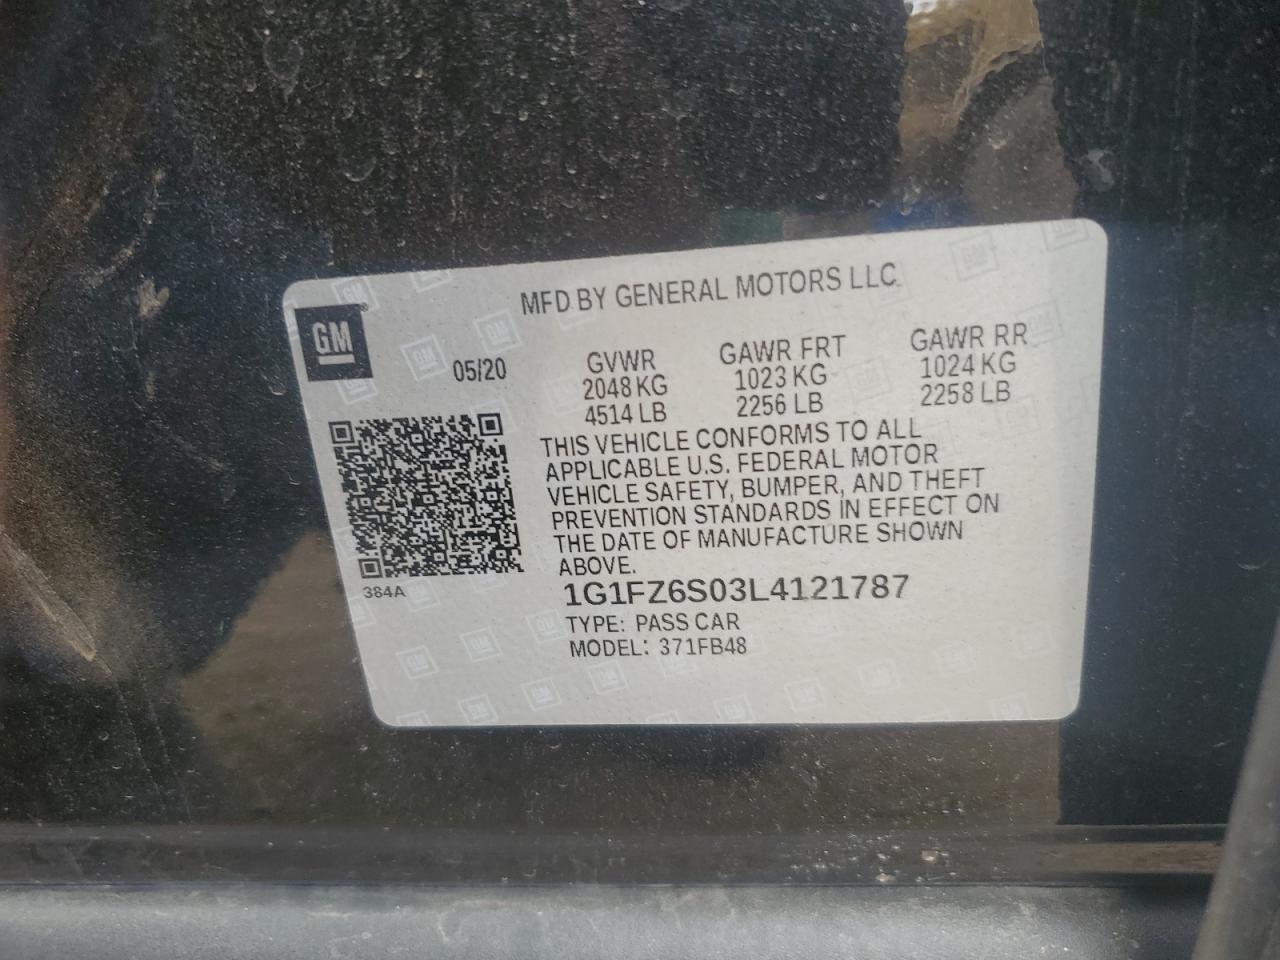 MFD BY GENERAL MOTORS LLC
GM
05/20
GVWR GAWR FRT GAWR RR
2048 KG 1023 KG 1024 KG
4514 LB 2256 LB 2258 LB
THIS VEHICLE CONFORMS TO ALL
APPLICABLE U.S. FEDERAL MOTOR
VEHICLE SAFETY, BUMPER, AND THEFT
PREVENTION STANDARDS IN EFFECT ON
THE DATE OF MANUFACTURE SHOWN
ABOVE.
384A
1G1FZ6S03L4121787
TYPE: PASS CAR
MODEL: 371FB48